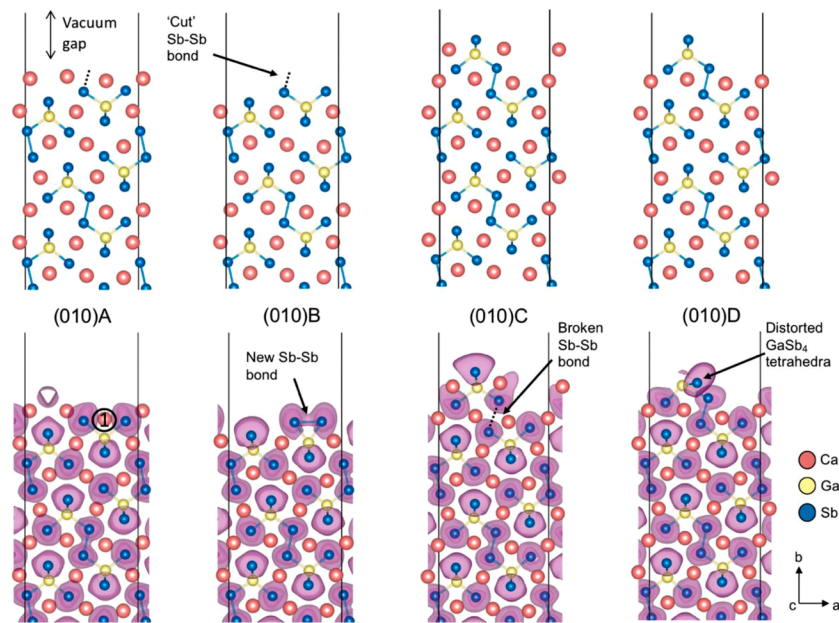 Vacuum
gap
'Cut'
Sb-Sb
bond
(010)A
(010)B
(010)C
(010)D
New Sb-Sb
bond
Broken
Sb-Sb
bond
Distorted
GaSb4
tetrahedra
1
Ca
Ga
Sb
b
c
a